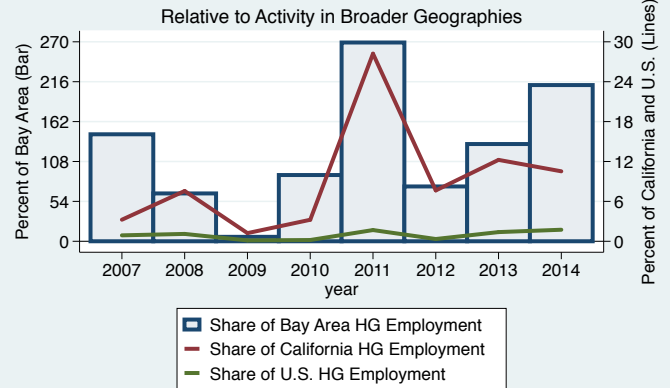 Relative to Activity in Broader Geographies
Percent of Bay Area (Bar)
270
216
162
108
54
0
30
24
18
12
6
0
Percent of California and U.S. (Lines)
2007 2008 2009 2010 2011 2012 2013 2014
year
Share of Bay Area HG Employment
Share of California HG Employment
Share of U.S. HG Employment